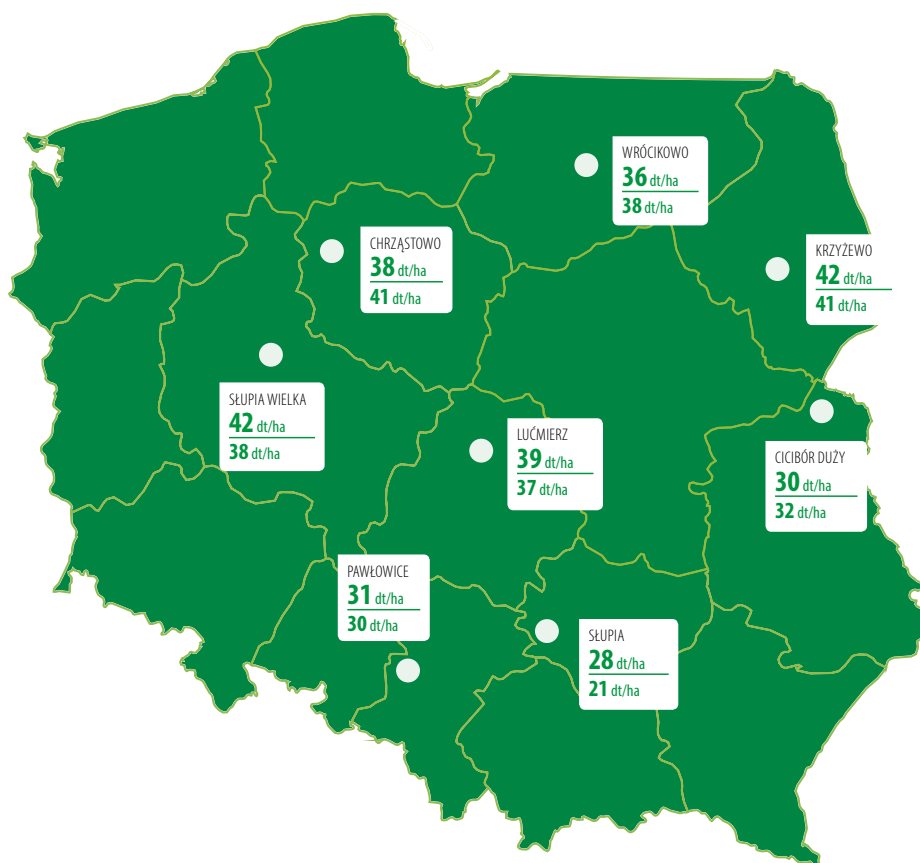 WRÓCIKOWO
36 dt/ha
38 dt/ha
CHRZĄSTOWO
38 dt/ha
41 dt/ha
KRZYŻEWO
42 dt/ha
41 dt/ha
SŁUPIA WIELKA
42 dt/ha
38 dt/ha
LUĆMIERZ
39 dt/ha
37 dt/ha
CICIBÓR DUŻY
30 dt/ha
32 dt/ha
PAWŁOWICE
31 dt/ha
30 dt/ha
SŁUPIA
28 dt/ha
21 dt/ha